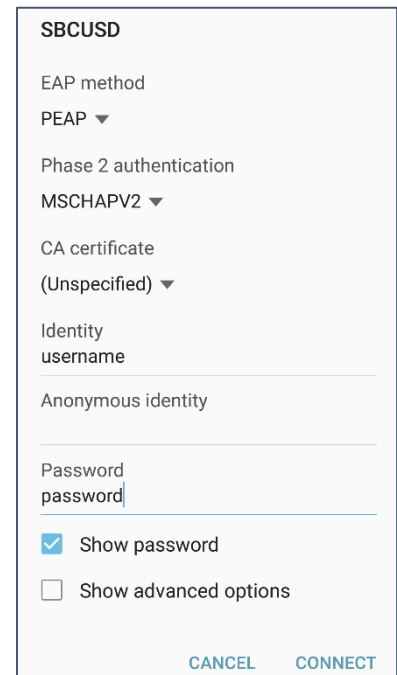 SBCUSD
EAP method
PEAP
Phase 2 authentication
MSCHAPV2
CA certificate
(Unspecified)
Identity
username
Anonymous identity
Password
password
Show password
Show advanced options
CANCEL CONNECT